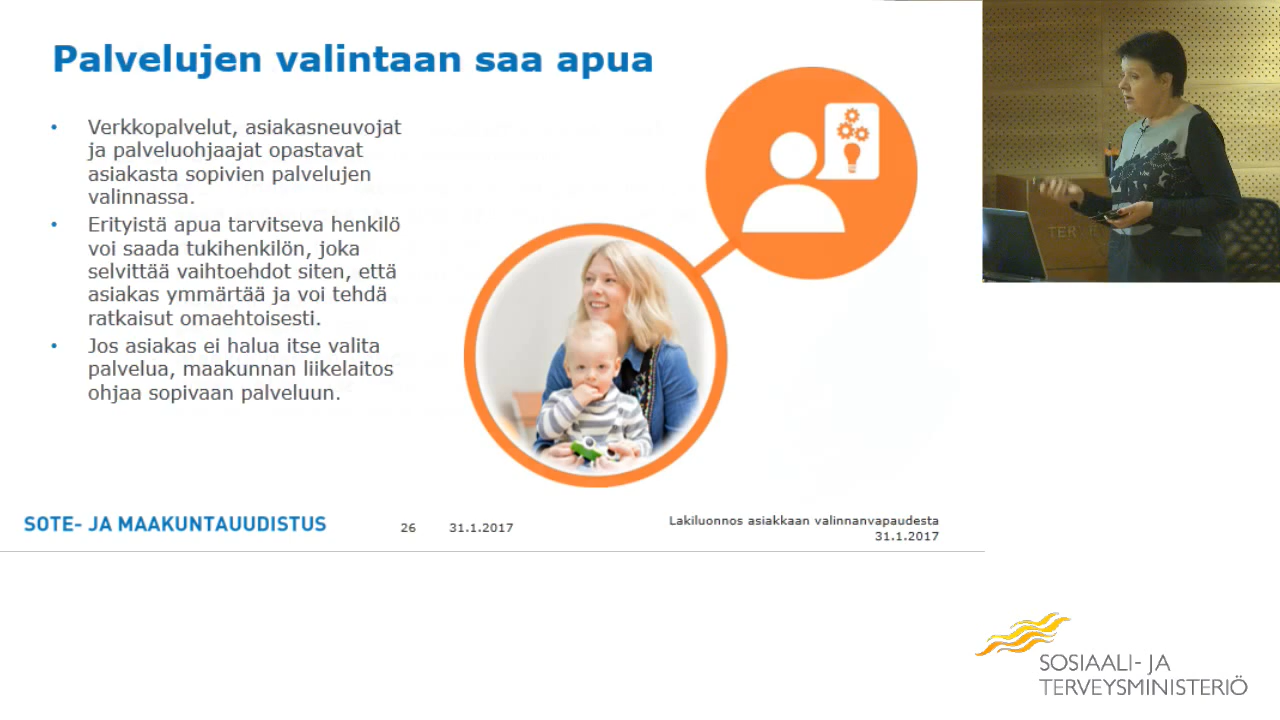 Palvelujen valintaan saa apua
• Verkkopalvelut, asiakasneuvojat
ja palveluohjaajat opastavat
asiakasta sopivien palvelujen
valinnassa.
• Erityistä apua tarvitseva henkilö
voi saada tukihenkilön, joka
selvittää vaihtoehdot siten, että
asiakas ymmärtää ja voi tehdä
ratkaisut omaehtoisesti.
• Jos asiakas ei halua itse valita
palvelua, maakunnan liikelaitos
ohjaa sopivaan palveluun.
SOTE- JA MAAKUNTAUUDISTUS
26
31.1.2017
Lakiluonnos asiakkaan valinnanvapaudesta
31.1.2017
SOSIAALI- JA
TERVEYSMINISTERIÖ